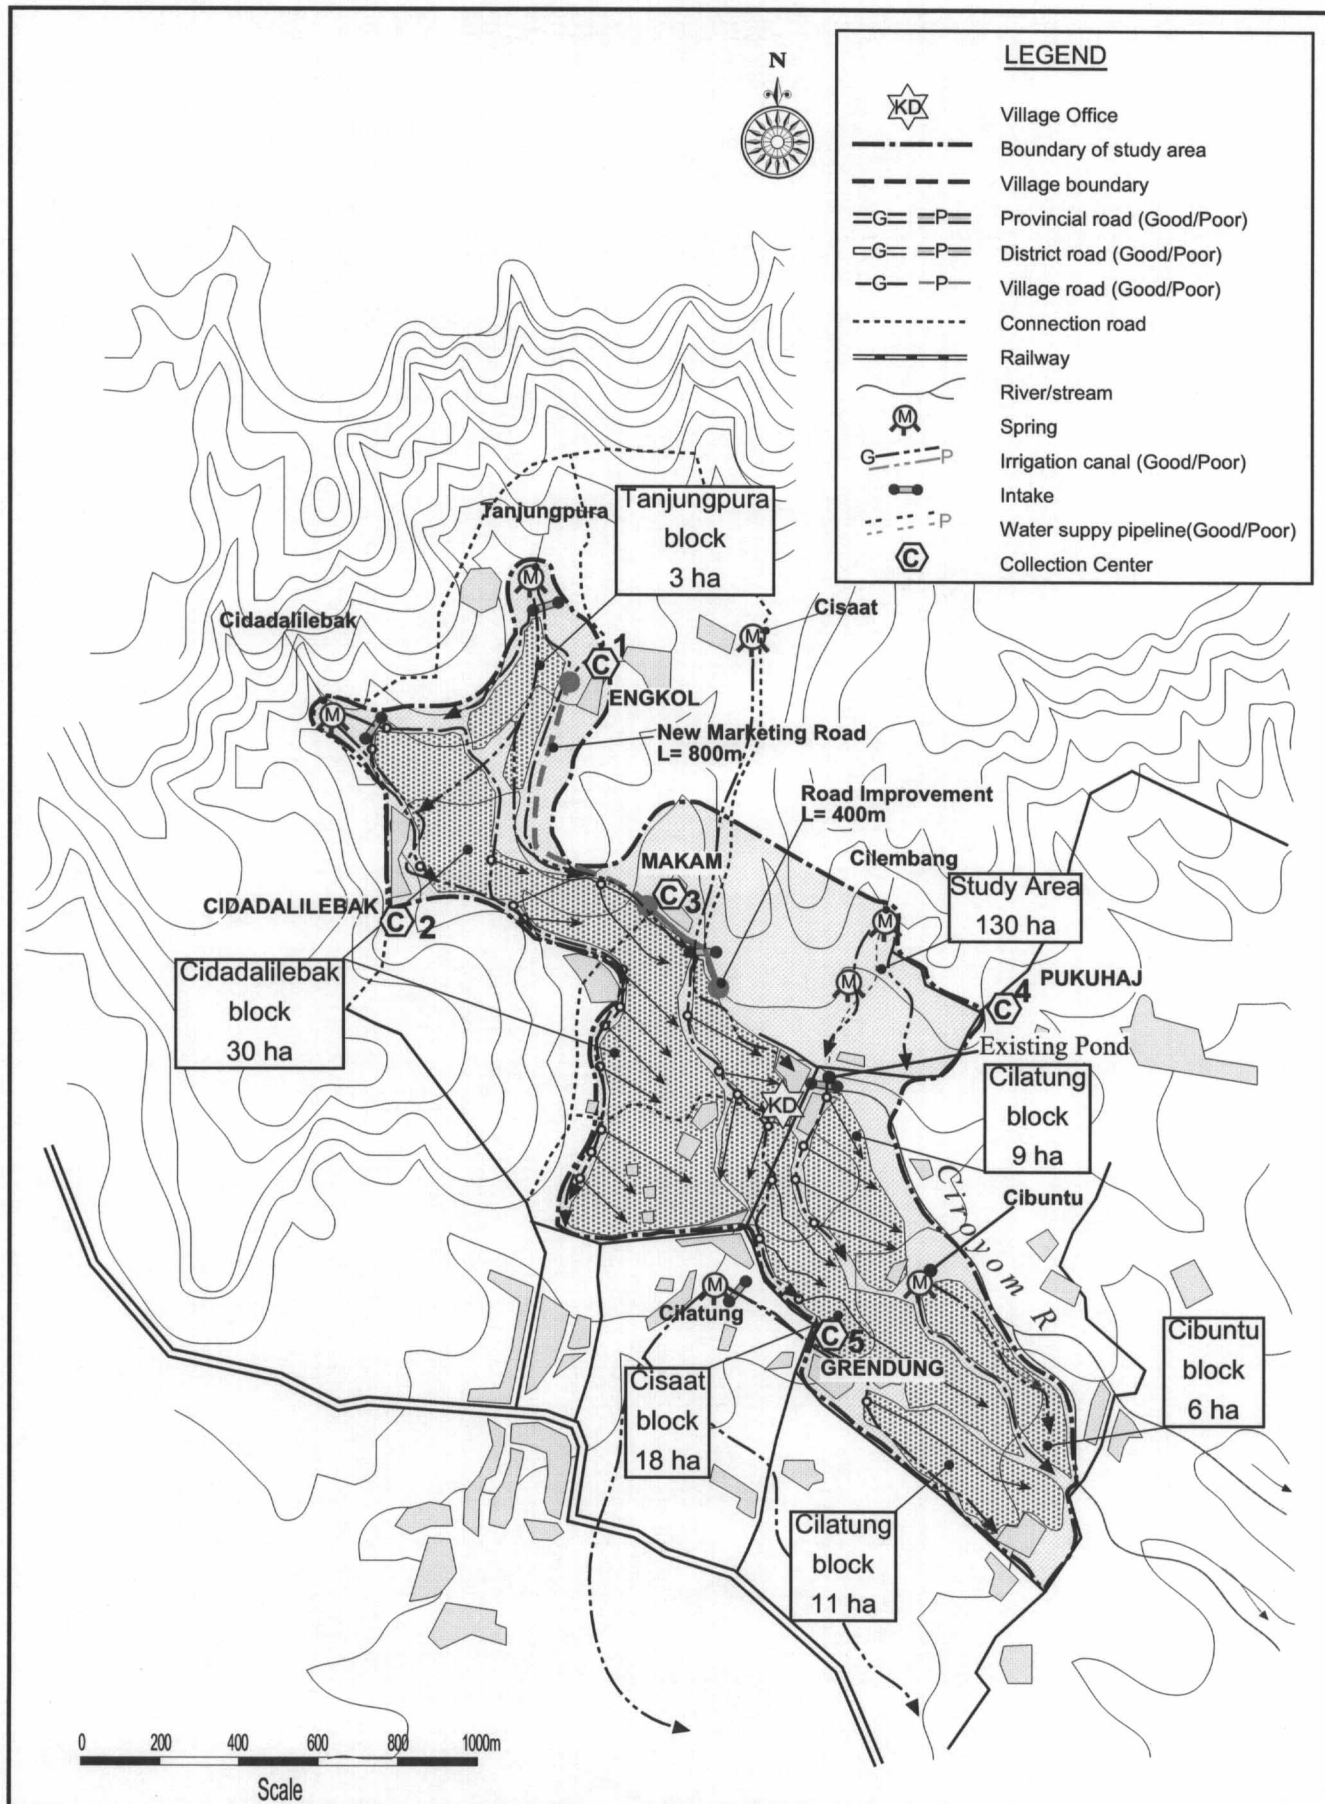 N
LEGEND
KD Village Office
Boundary of study area
Village boundary
G P Provincial road (Good/Poor)
G P District road (Good/Poor)
G P Village road (Good/Poor)
Connection road
Railway
River/stream
M Spring
G P Irrigation canal (Good/Poor)
Intake
P Water suppy pipeline(Good/Poor)
C Collection Center
Tanjungpura
Tanjungpura
block
3 ha
M
Cidadalilebak
Cisaat
M
C 1
ENGKOL
M
New Marketing Road
L= 800m
Road Improvement
L= 400m
MAKAM
C 3
Cilembang
Study Area
130 ha
CIDADALILEBAK
C 2
M
M
PUKUHAJ
C 4
Cidadalilebak
block
30 ha
Existing Pond
KD
Cilatung
block
9 ha
Cibuntu
Ciroyom R
M
M
Cilatung
C 5
GRENDUNG
Cibuntu
block
6 ha
Cisaat
block
18 ha
Cilatung
block
11 ha
0 200 400 600 800 1000m
Scale